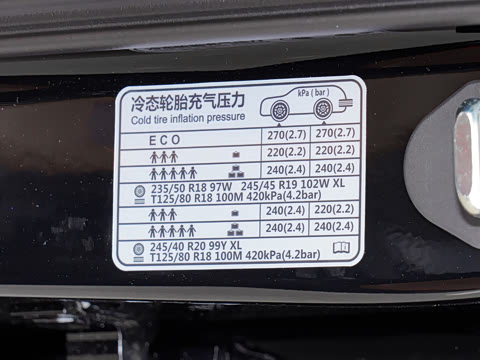 冷态轮胎充气压力
Cold tire inflation pressure
kPa ( bar )
ECO 270(2.7) 270(2.7)
220(2.2) 220(2.2)
240(2.4) 240(2.4)
235/50 R18 97W 245/45 R19 102W XL
T125/80 R18 100M 420kPa(4.2bar)
240(2.4) 220(2.2)
240(2.4) 240(2.4)
245/40 R20 99Y XL
T125/80 R18 100M 420kPa(4.2bar)